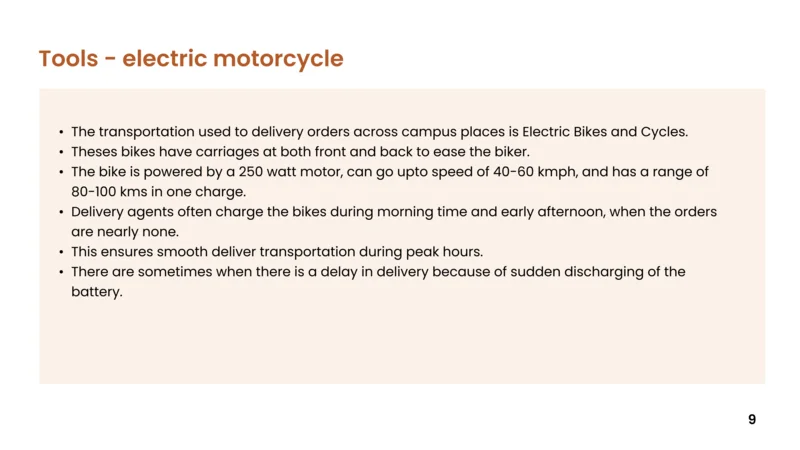 Tools - electric motorcycle
• The transportation used to delivery orders across campus places is Electric Bikes and Cycles.
• Theses bikes have carriages at both front and back to ease the biker.
• The bike is powered by a 250 watt motor, can go upto speed of 40-60 kmph, and has a range of
80-100 kms in one charge.
• Delivery agents often charge the bikes during morning time and early afternoon, when the orders
are nearly none.
• This ensures smooth deliver transportation during peak hours.
• There are sometimes when there is a delay in delivery because of sudden discharging of the
battery.
9